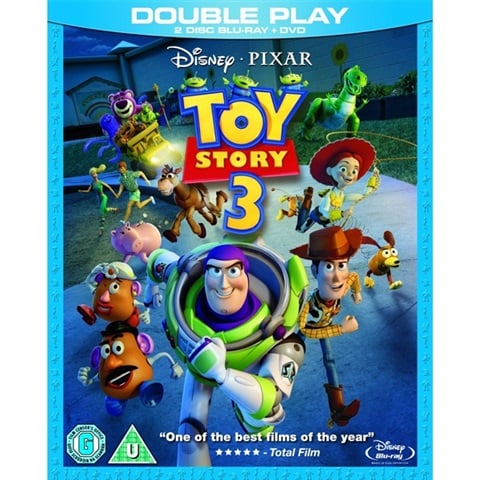 DOUBLE PLAY
2 DISC BLU-RAY + DVD
Disney · PIXAR
TOY
STORY
3
G
U
"One of the best films of the year"
★★★★★ - Total Film
Disney
Blu-ray